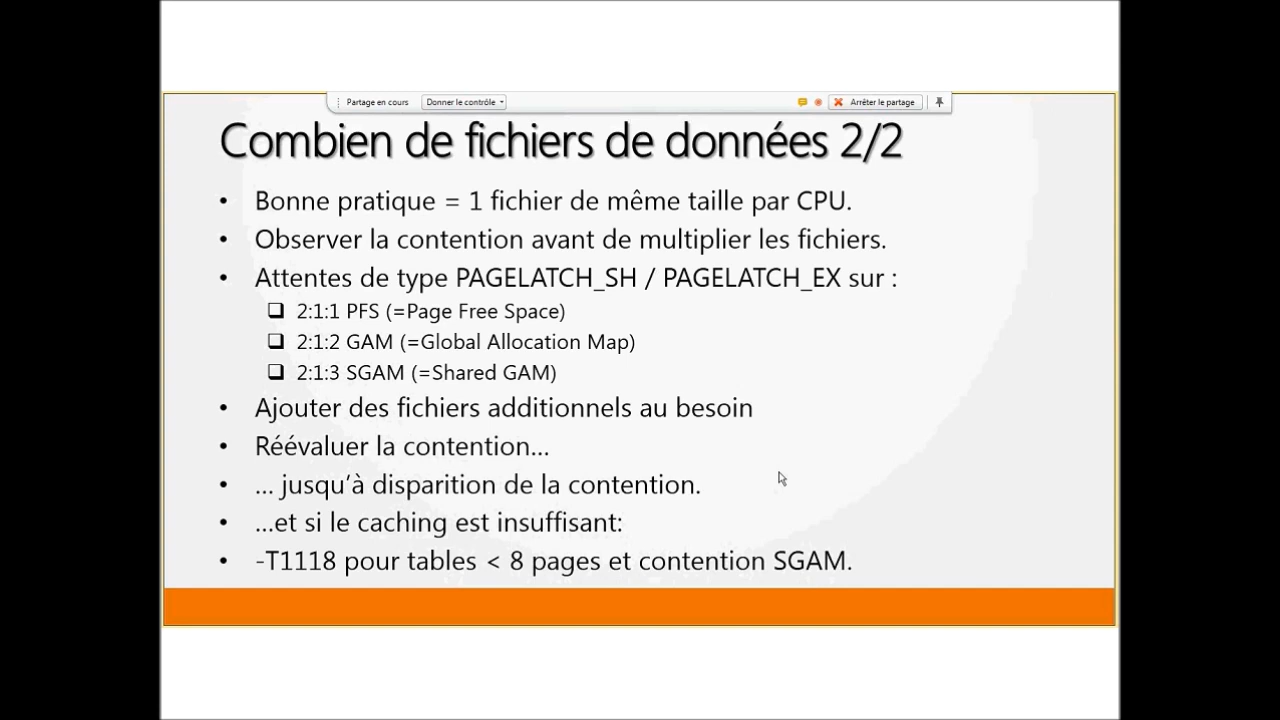 Partage en cours Donner le contrôle Arrêter le partage
Combien de fichiers de données 2/2
• Bonne pratique = 1 fichier de même taille par CPU.
• Observer la contention avant de multiplier les fichiers.
• Attentes de type PAGELATCH_SH / PAGELATCH_EX sur :
❑ 2:1:1 PFS (=Page Free Space)
❑ 2:1:2 GAM (=Global Allocation Map)
❑ 2:1:3 SGAM (=Shared GAM)
• Ajouter des fichiers additionnels au besoin
• Réévaluer la contention...
• ... jusqu'à disparition de la contention.
• ...et si le caching est insuffisant:
• -T1118 pour tables < 8 pages et contention SGAM.